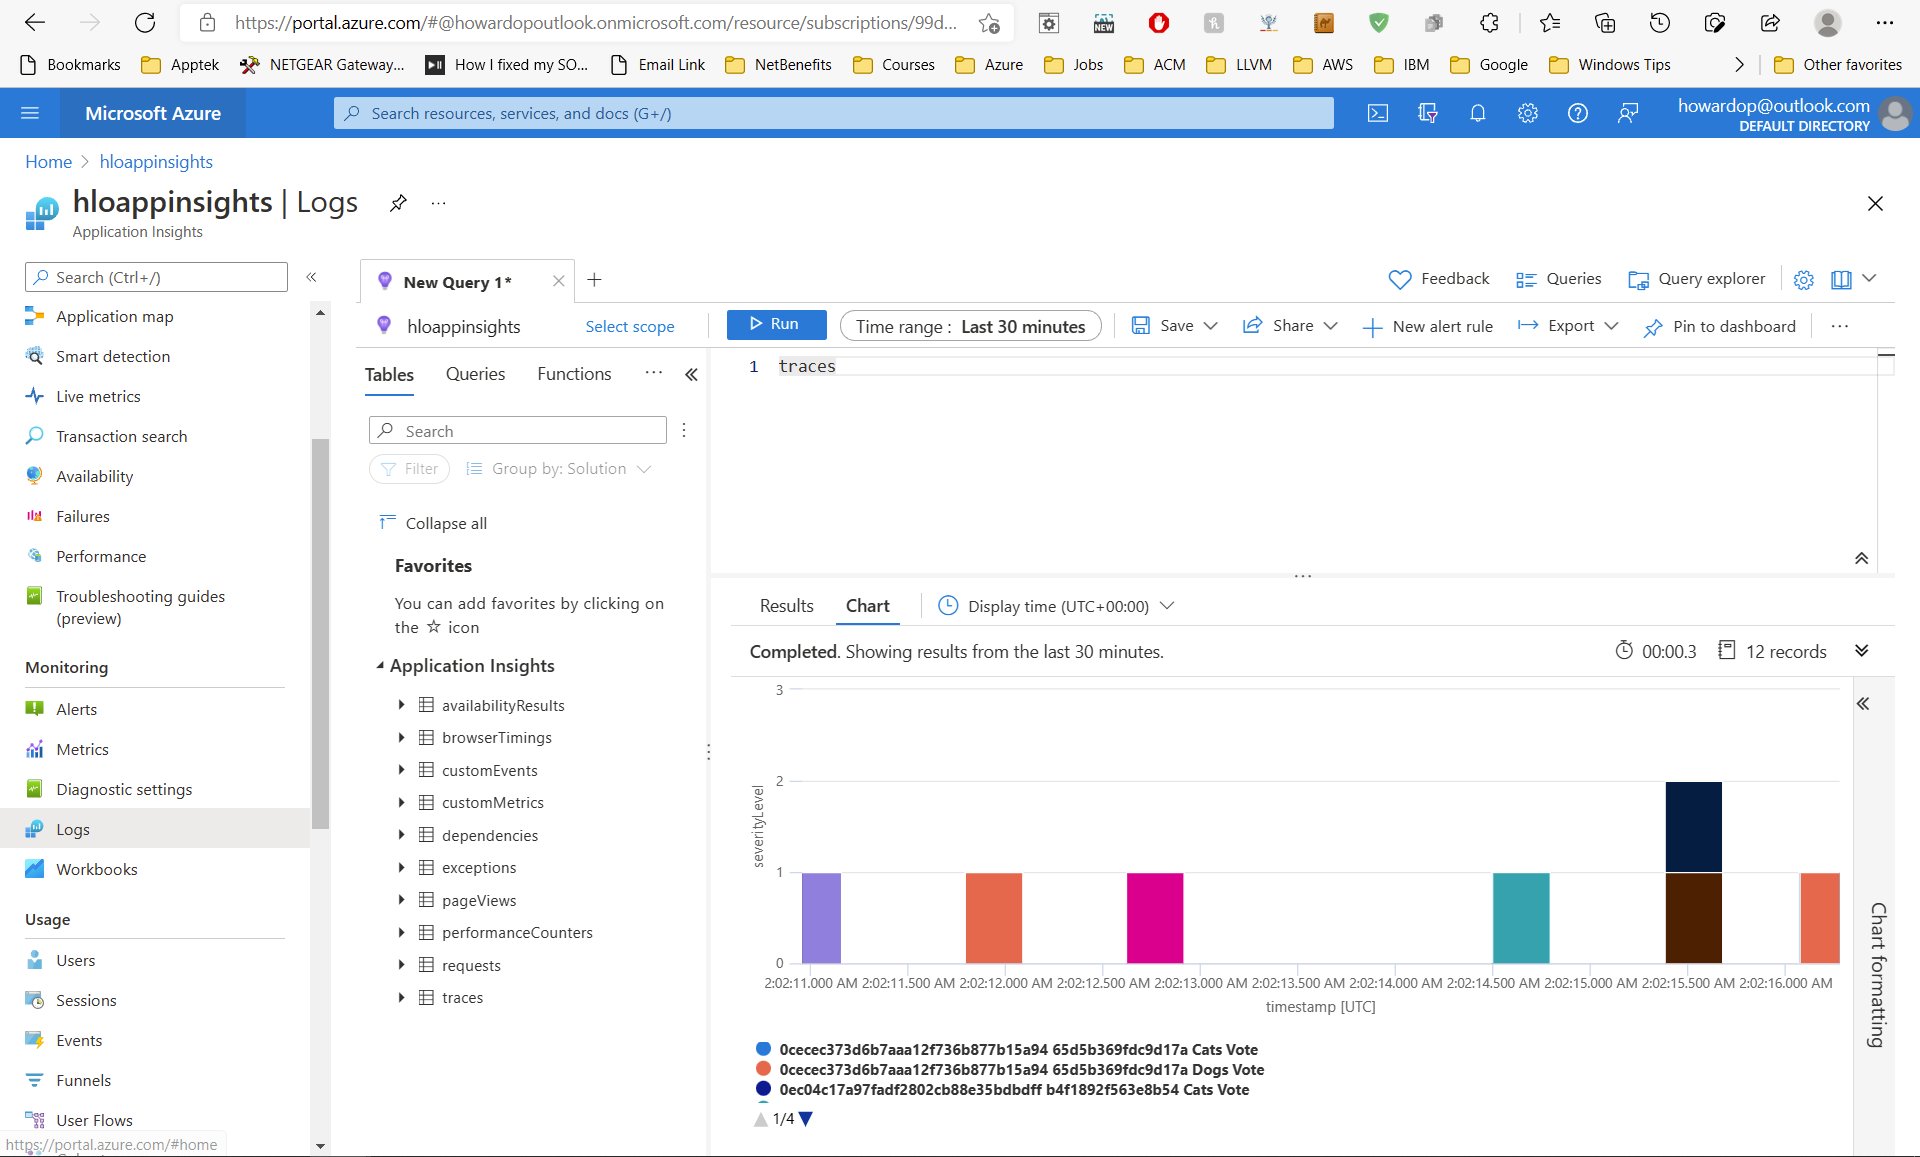 https://portal.azure.com/#@howardopoutlook.onmicrosoft.com/resource/subscriptions/99d...
NEW
Bookmarks Apptek NETGEAR Gateway... How I fixed my SO... Email Link NetBenefits Courses Azure Jobs ACM LLVM AWS IBM Google Windows Tips Other favorites
Microsoft Azure
Search resources, services, and docs (G+/)
howardop@outlook.com
DEFAULT DIRECTORY
Home > hloappinsights
hloappinsights | Logs ...
Application Insights
Search (Ctrl+/)
Application map
Smart detection
Live metrics
Transaction search
Availability
Failures
Performance
Troubleshooting guides
(preview)
Monitoring
Alerts
Metrics
Diagnostic settings
Logs
Workbooks
Usage
Users
Sessions
Events
Funnels
User Flows
https://portal.azure.com/#home
New Query 1*
Feedback Queries Query explorer
hloappinsights Select scope
Run
Time range : Last 30 minutes
Save Share New alert rule Export Pin to dashboard ...
Tables Queries Functions ...
Search
Filter Group by: Solution
Collapse all
Favorites
You can add favorites by clicking on
the ☆ icon
Application Insights
availabilityResults
browserTimings
customEvents
customMetrics
dependencies
exceptions
pageViews
performanceCounters
requests
traces
1 traces
Results Chart Display time (UTC+00:00)
Completed. Showing results from the last 30 minutes.
00:00.3 12 records
3
2
1
0
severityLevel
2:02:11.000 AM 2:02:11.500 AM 2:02:12.000 AM 2:02:12.500 AM 2:02:13.000 AM 2:02:13.500 AM 2:02:14.000 AM 2:02:14.500 AM 2:02:15.000 AM 2:02:15.500 AM 2:02:16.000 AM
timestamp [UTC]
0cecec373d6b7aaa12f736b877b15a94 65d5b369fdc9d17a Cats Vote
0cecec373d6b7aaa12f736b877b15a94 65d5b369fdc9d17a Dogs Vote
0ec04c17a97fadf2802cb88e35bdbdff b4f1892f563e8b54 Cats Vote
1/4
Chart formatting